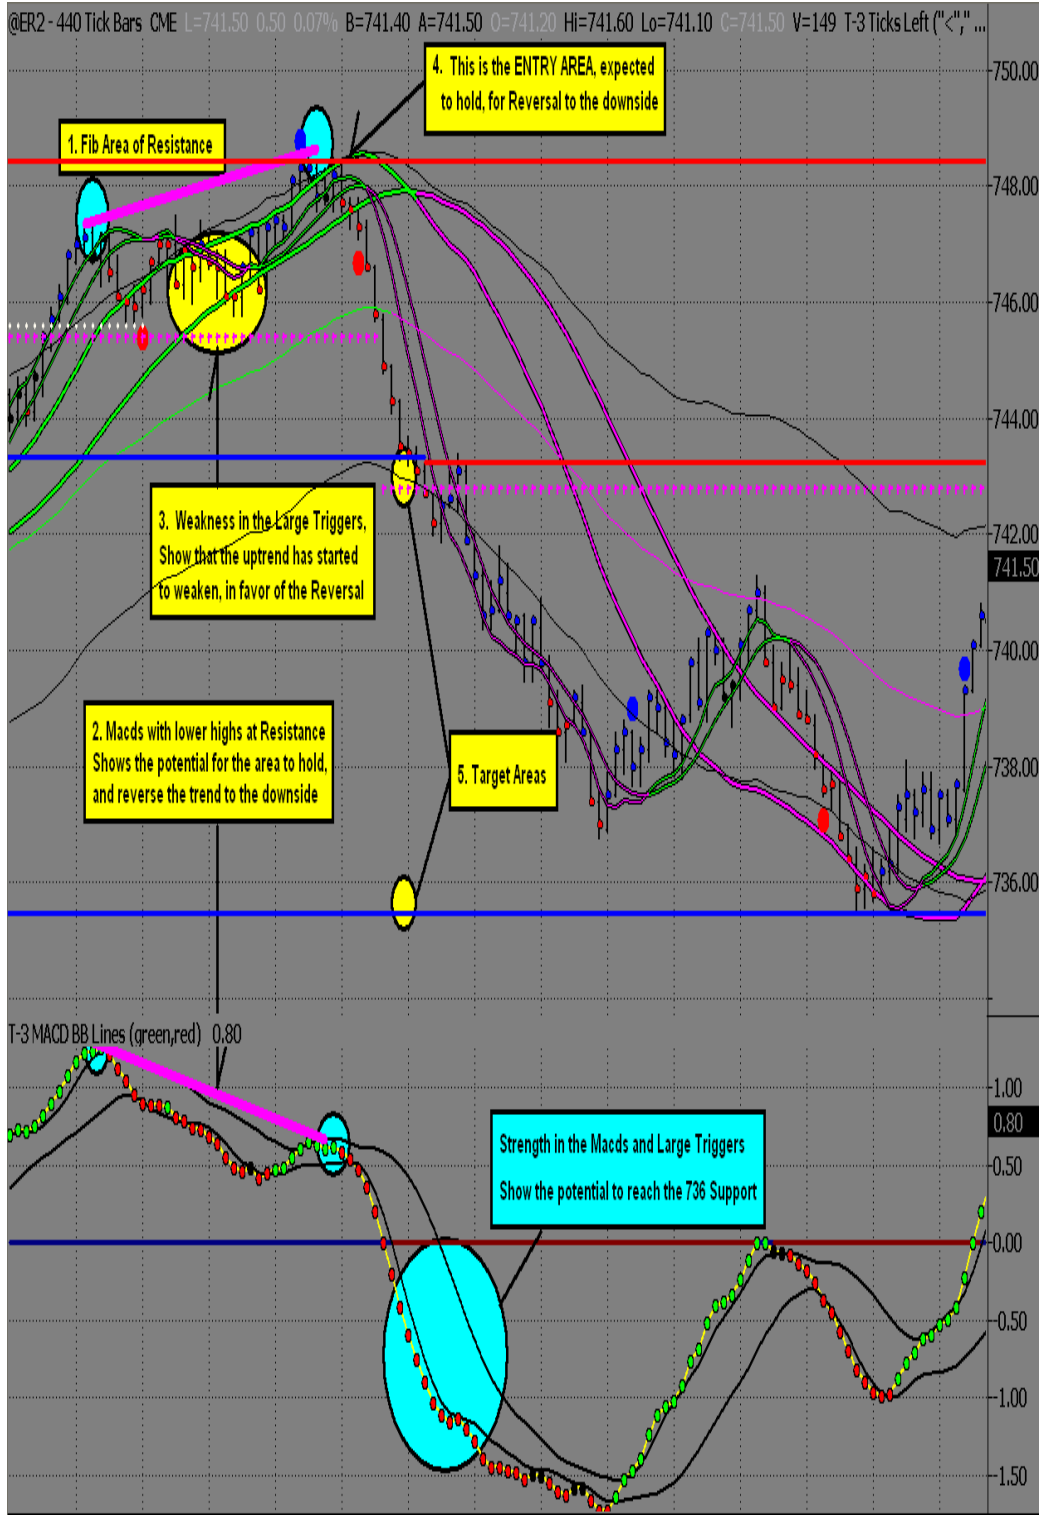 @ER2 - 440 Tick Bars CME L=741.50 0.50 0.07% B=741.40 A=741.50 O=741.20 Hi=741.60 Lo=741.10 C=741.50 V=149 T-3 Ticks Left ("<"," ...
4. This is the ENTRY AREA, expected
to hold, for Reversal to the downside
1. Fib Area of Resistance
750.00
748.00
746.00
744.00
742.00
741.50
740.00
738.00
736.00
3. Weakness in the Large Triggers,
Show that the uptrend has started
to weaken, in favor of the Reversal
2. Macds with lower highs at Resistance
Shows the potential for the area to hold,
and reverse the trend to the downside
5. Target Areas
T-3 MACD BB Lines (green,red) 0.80
1.00
0.80
0.50
0.00
-0.50
-1.00
-1.50
Strength in the Macds and Large Triggers
Show the potential to reach the 736 Support